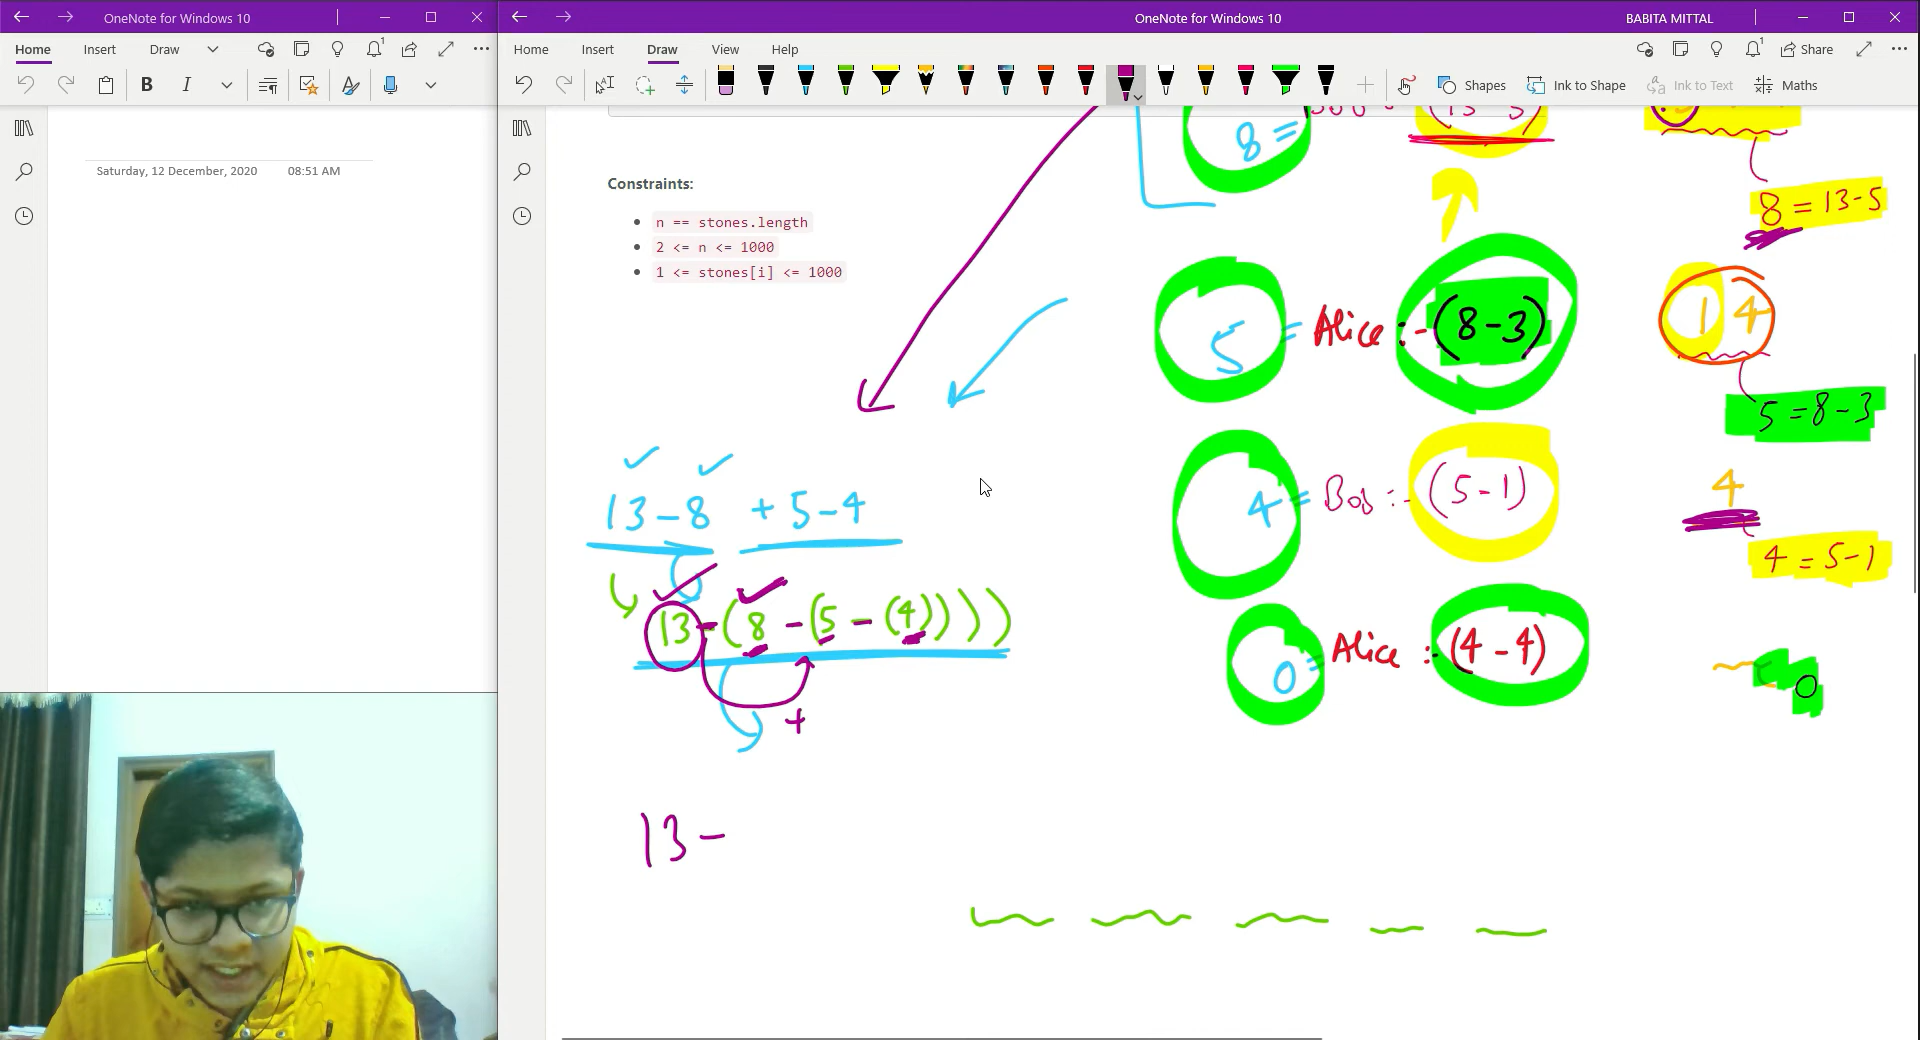 OneNote for Windows 10
OneNote for Windows 10
BABITA MITTAL
Home Insert Draw
Home Insert Draw View Help
Share
B I
Shapes Ink to Shape Ink to Text Maths
Saturday, 12 December, 2020 08:51 AM
Constraints:
n == stones.length
2 <= n <= 1000
1 <= stones[i] <= 1000
8 =
8 = 13-5
5 = Alice :- (8-3)
1 4
5 = 8-3
13-8 +5-4
4 = Bob :- (5-1)
4
4 = 5-1
13-(8-(5-(4))))
+
0 = Alice :- (4-4)
0
13-